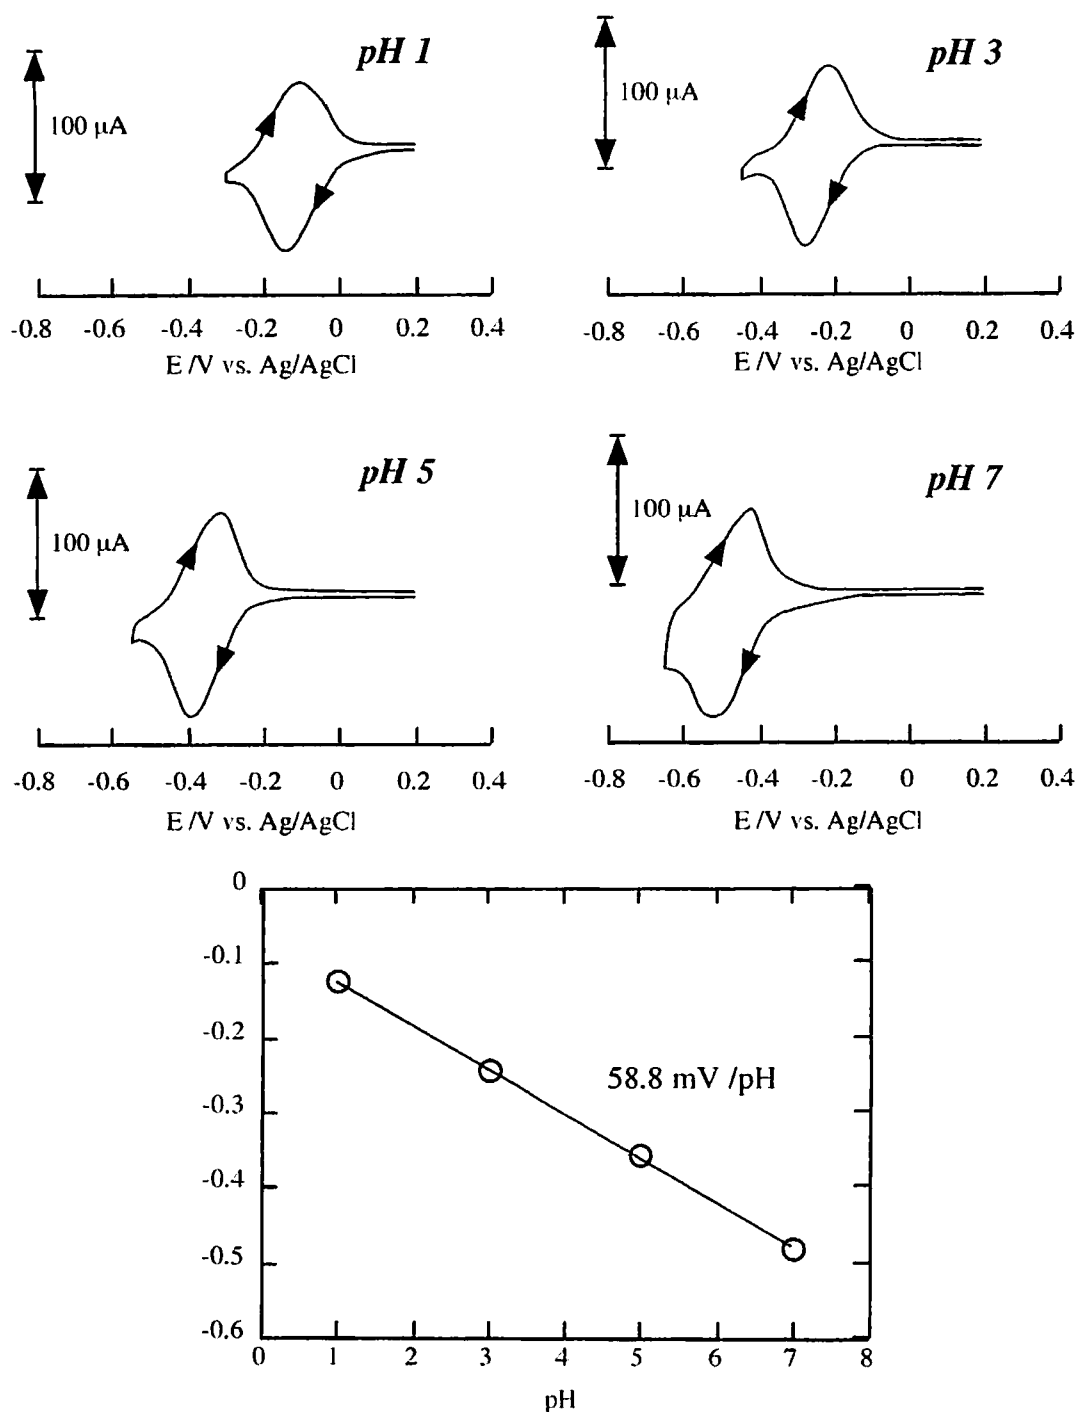 pH 1
100 µA
-0.8 -0.6 -0.4 -0.2 0 0.2 0.4
E /V vs. Ag/AgCl
pH 3
100 µA
-0.8 -0.6 -0.4 -0.2 0 0.2 0.4
E /V vs. Ag/AgCl
pH 5
100 µA
-0.8 -0.6 -0.4 -0.2 0 0.2 0.4
E /V vs. Ag/AgCl
pH 7
100 µA
-0.8 -0.6 -0.4 -0.2 0 0.2 0.4
E /V vs. Ag/AgCl
0
-0.1
-0.2
-0.3
-0.4
-0.5
-0.6
58.8 mV /pH
0 1 2 3 4 5 6 7 8
pH